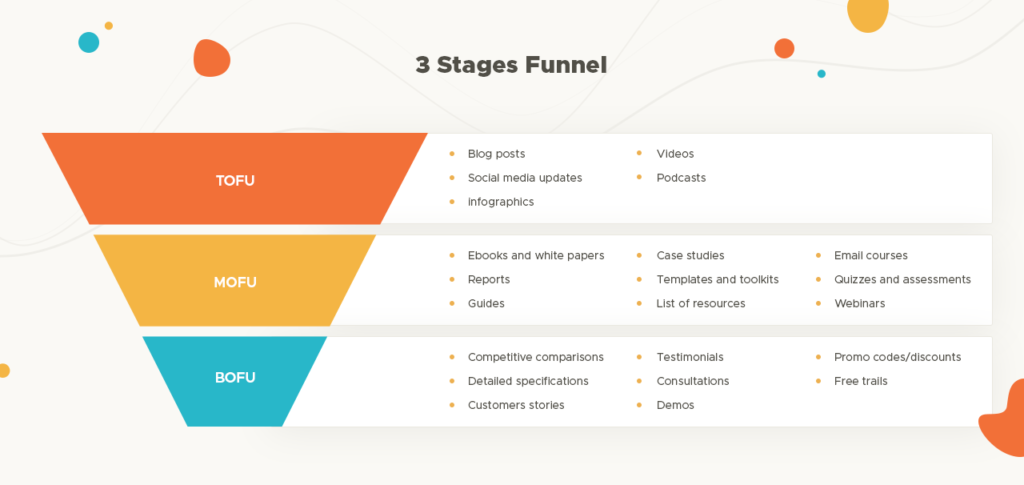 3 Stages Funnel
TOFU
Blog posts
Social media updates
infographics
Videos
Podcasts
MOFU
Ebooks and white papers
Reports
Guides
Case studies
Templates and toolkits
List of resources
Email courses
Quizzes and assessments
Webinars
BOFU
Competitive comparisons
Detailed specifications
Customers stories
Testimonials
Consultations
Demos
Promo codes/discounts
Free trails